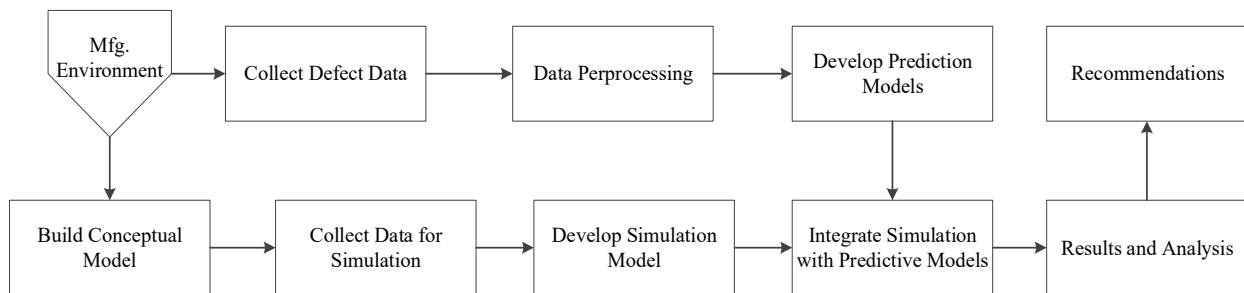 Mfg.
Environment
Collect Defect Data
Data Perprocessing
Develop Prediction
Models
Recommendations
Build Conceptual
Model
Collect Data for
Simulation
Develop Simulation
Model
Integrate Simulation
with Predictive Models
Results and Analysis